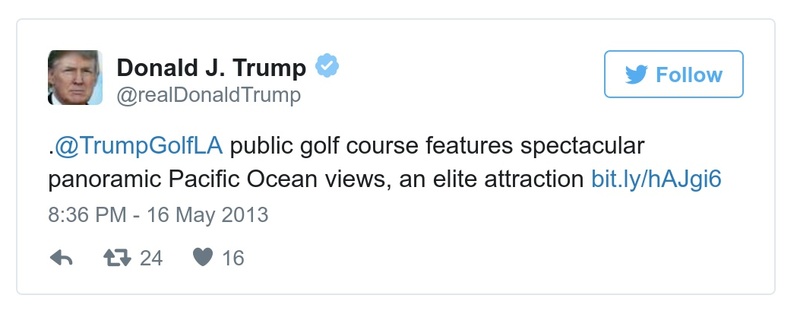 Donald J. Trump
@realDonaldTrump
Follow
.@TrumpGolfLA public golf course features spectacular
panoramic Pacific Ocean views, an elite attraction bit.ly/hAJgi6
8:36 PM - 16 May 2013
24 16